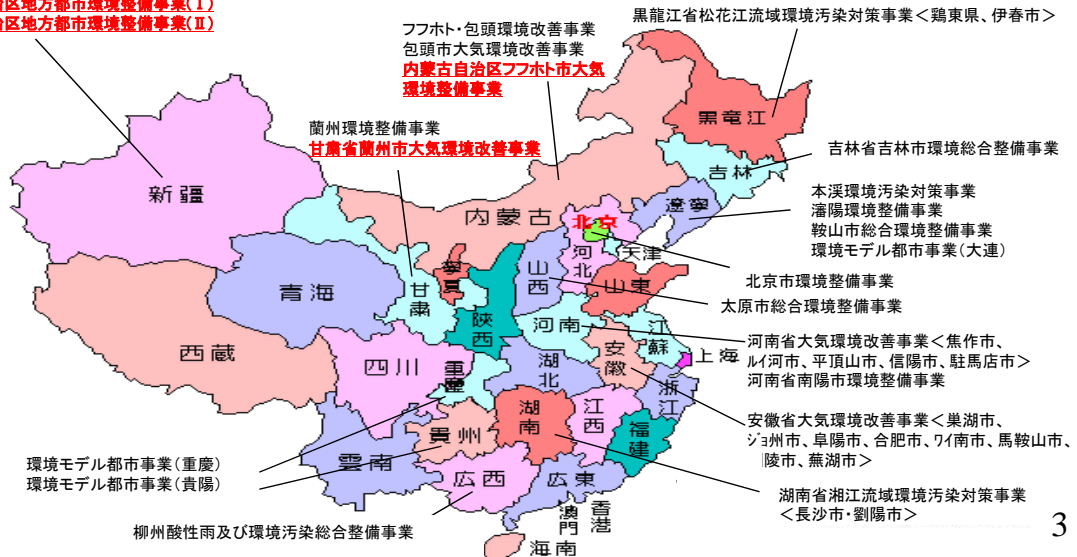 治区地方都市環境整備事業(Ⅰ)
治区地方都市環境整備事業(Ⅱ)
フフホト・包頭環境改善事業
包頭市大気環境改善事業
内蒙古自治区フフホト市大気
環境整備事業
黒龍江省松花江流域環境汚染対策事業<鶏東県、伊春市>
蘭州環境整備事業
甘粛省蘭州市大気環境改善事業
吉林省吉林市環境総合整備事業
本渓環境汚染対策事業
瀋陽環境整備事業
鞍山市総合環境整備事業
環境モデル都市事業(大連)
北京市環境整備事業
太原市総合環境整備事業
河南省大気環境改善事業<焦作市、
ルイ河市、平頂山市、信陽市、駐馬店市>
河南省南陽市環境整備事業
安徽省大気環境改善事業<巣湖市、
ジョ州市、阜陽市、合肥市、ワイ南市、馬鞍山市、
陵市、蕪湖市>
湖南省湘江流域環境汚染対策事業
<長沙市・劉陽市>
環境モデル都市事業(重慶)
環境モデル都市事業(貴陽)
柳州酸性雨及び環境汚染総合整備事業
黒竜江
吉林
遼寧
内蒙古
北京
天津
河北
新疆
寧夏
山西
山東
青海
甘粛
陝西
河南
江蘇
西蔵
四川
重慶
湖北
安徽
上海
浙江
湖南
江西
福建
貴州
雲南
広西
広東
香港
澳門
海南
3